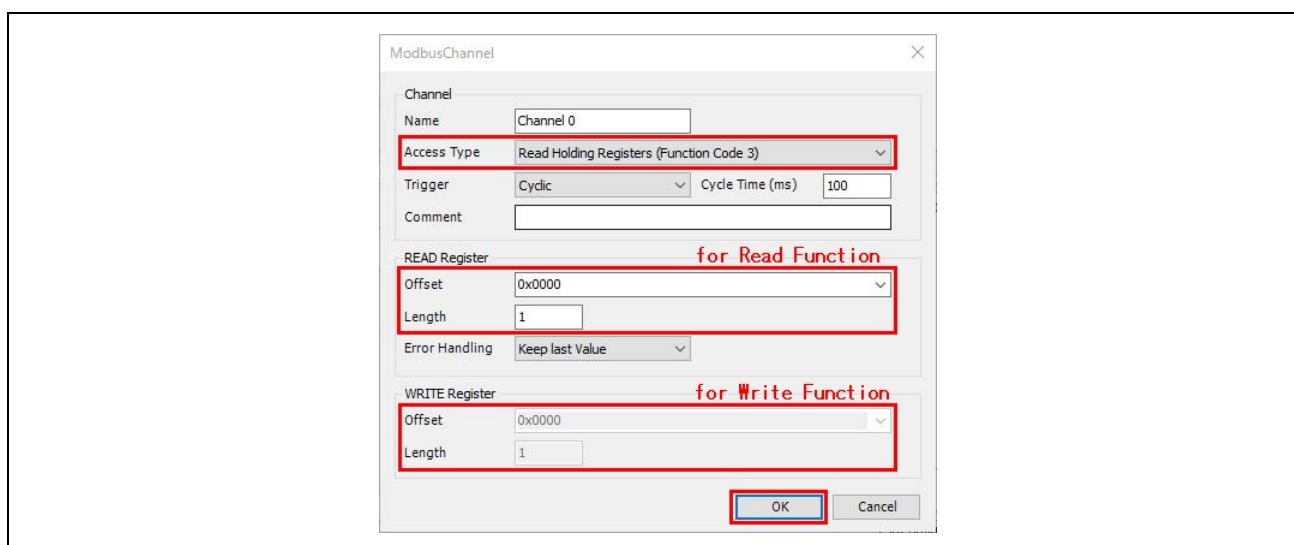 ModbusChannel
Channel
Name Channel 0
Access Type Read Holding Registers (Function Code 3)
Trigger Cyclic Cycle Time (ms) 100
Comment
READ Register for Read Function
Offset 0x0000
Length 1
Error Handling Keep last Value
WRITE Register for Write Function
Offset 0x0000
Length 1
OK Cancel